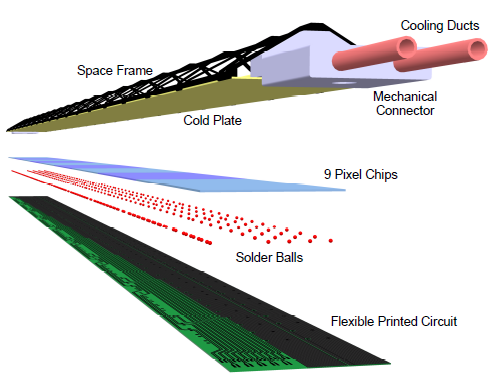 Cooling Ducts
Space Frame
Mechanical
Connector
Cold Plate
9 Pixel Chips
Solder Balls
Flexible Printed Circuit